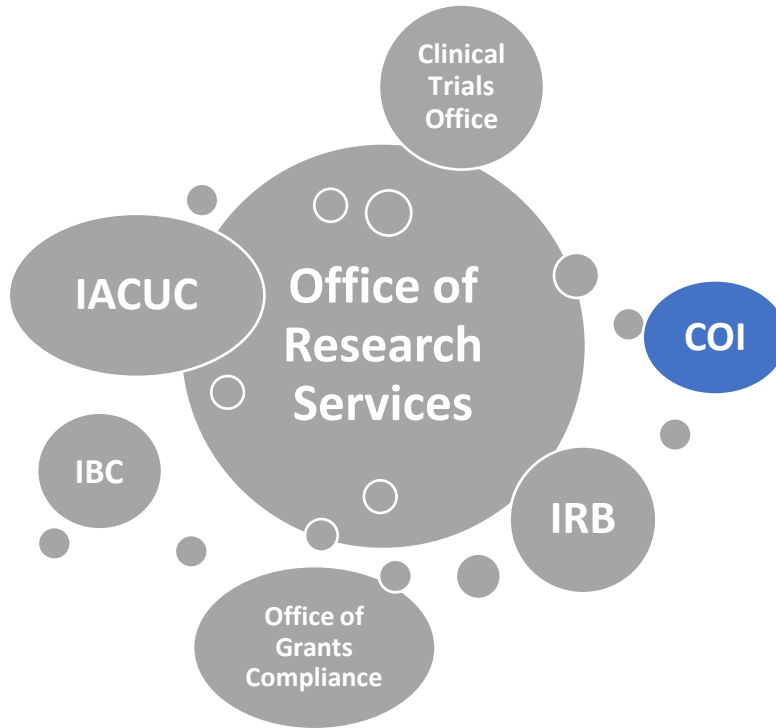 Clinical
Trials
Office
IACUC
Office of
Research
Services
COI
IBC
IRB
Office of
Grants
Compliance